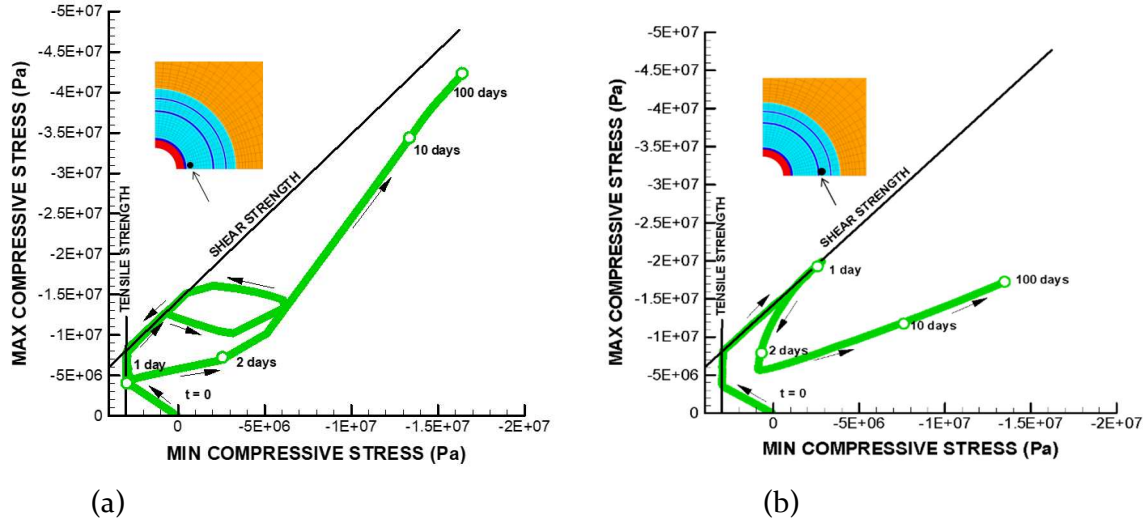 -5E+07
-4.5E+07
-4E+07
-3.5E+07
-3E+07
-2.5E+07
-2E+07
-1.5E+07
-1E+07
-5E+06
0
MAX COMPRESSIVE STRESS (Pa)
TENSILE STRENGTH
SHEAR STRENGTH
100 days
10 days
2 days
1 day
t = 0
0
-5E+06
-1E+07
-1.5E+07
-2E+07
MIN COMPRESSIVE STRESS (Pa)
(a)
-5E+07
-4.5E+07
-4E+07
-3.5E+07
-3E+07
-2.5E+07
-2E+07
-1.5E+07
-1E+07
-5E+06
0
MAX COMPRESSIVE STRESS (Pa)
TENSILE STRENGTH
SHEAR STRENGTH
1 day
100 days
10 days
2 days
t = 0
0
-5E+06
-1E+07
-1.5E+07
-2E+07
MIN COMPRESSIVE STRESS (Pa)
(b)